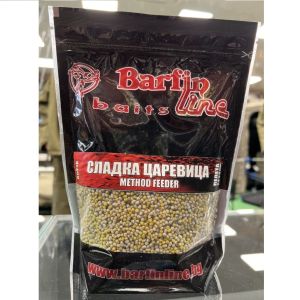 Barfin
line
baits
СЛАДКА ЦАРЕВИЦА
METHOD FEEDER
www.barfinline.bg